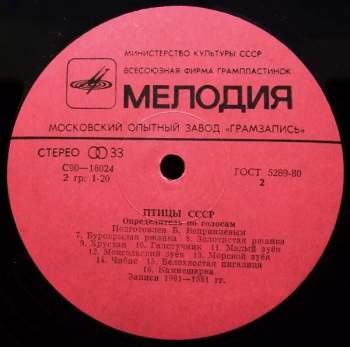 МИНИСТЕРСТВО КУЛЬТУРЫ СССР
ВСЕСОЮЗНАЯ ФИРМА ГРАМПЛАСТИНОК
МЕЛОДИЯ
МОСКОВСКИЙ ОПЫТНЫЙ ЗАВОД «ГРАМЗАПИСЬ»
СТЕРЕО 33
С90—18024
2 гр. 1-20
ГОСТ 5289-80
2
ПТИЦЫ СССР
Определитель по голосам
Подготовлен Б. Вепринцевым
7. Бурокрылая ржанка 8. Золотистая ржанка
9. Хрустан 10. Галстучник 11. Малый зуёк
12. Монгольский зуёк 13. Морской зуёк
14. Чибис 15. Белохвостая пигалица
16. Камнешарка
Записи 1961—1981 гг.